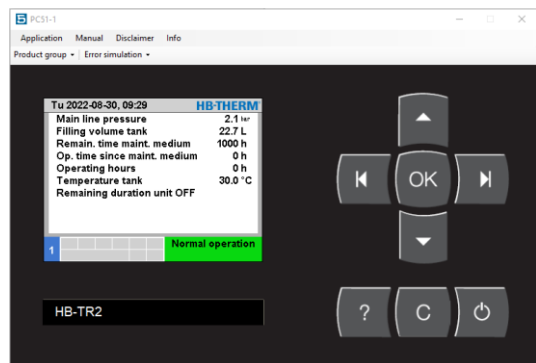 PC51-1
Application Manual Disclaimer Info
Product group Error simulation
Tu 2022-08-30, 09:29 HB-THERM
Main line pressure 2.1 bar
Filling volume tank 22.7 L
Remain. time maint. medium 1000 h
Op. time since maint. medium 0 h
Operating hours 0 h
Temperature tank 30.0 °C
Remaining duration unit OFF
1 Normal operation
OK
HB-TR2
? C